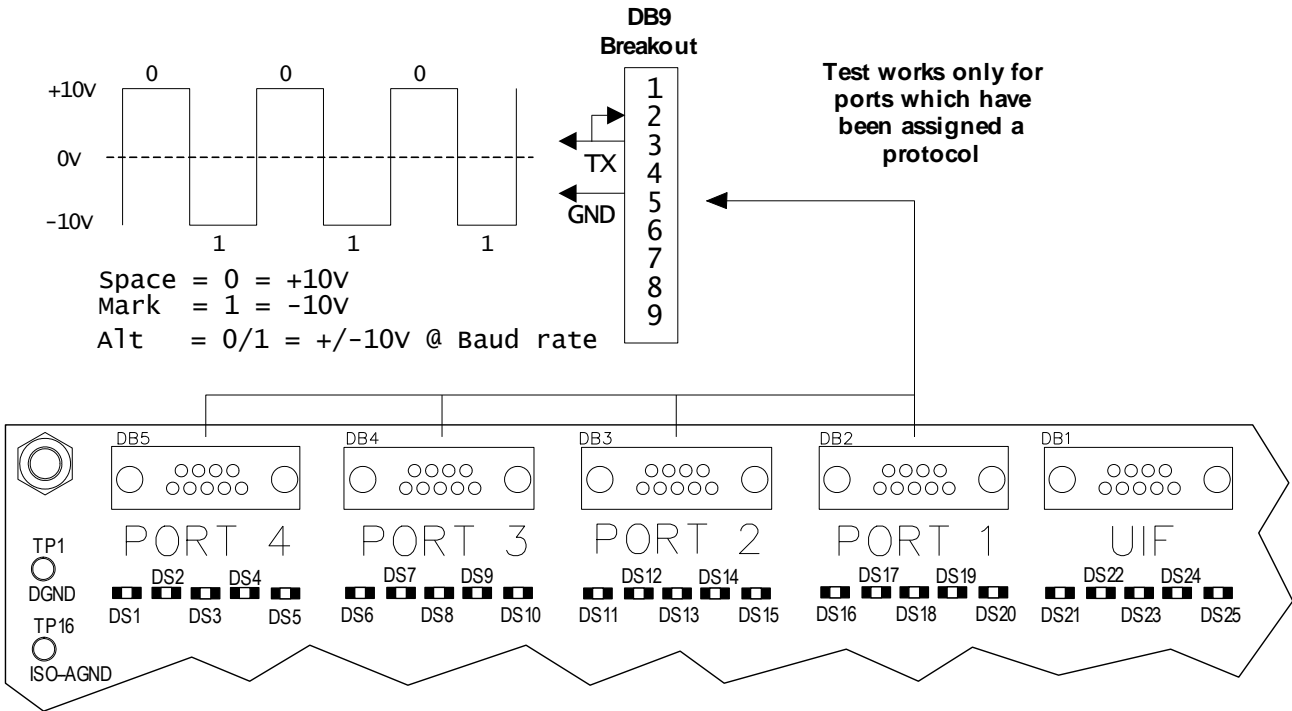 DB9
Breakout
0 0 0
+10V
0V
-10V
1 1 1
Space = 0 = +10V
Mark = 1 = -10V
Alt = 0/1 = +/-10V @ Baud rate
1
2
3
4
5
6
7
8
9
TX
GND
Test works only for
ports which have
been assigned a
protocol
DB5 DB4 DB3 DB2 DB1
PORT 4 PORT 3 PORT 2 PORT 1 UIF
TP1
DGND
TP16
ISO-AGND
DS2 DS4 DS7 DS9 DS12 DS14 DS17 DS19 DS22 DS24
DS1 DS3 DS5 DS6 DS8 DS10 DS11 DS13 DS15 DS16 DS18 DS20 DS21 DS23 DS25